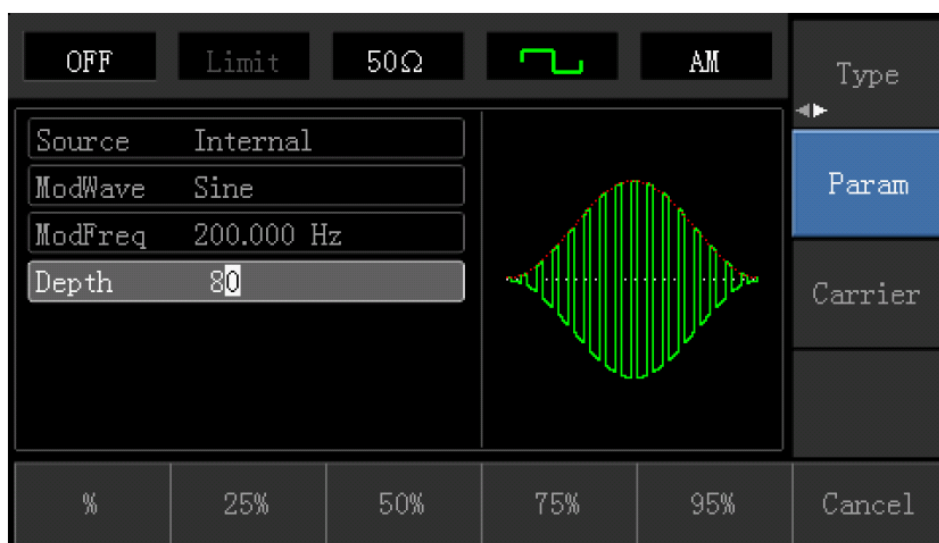 OFF Limit 50Ω AM Type
Source Internal
ModWave Sine
ModFreq 200.000 Hz
Depth 80
Param
Carrier
% 25% 50% 75% 95% Cancel